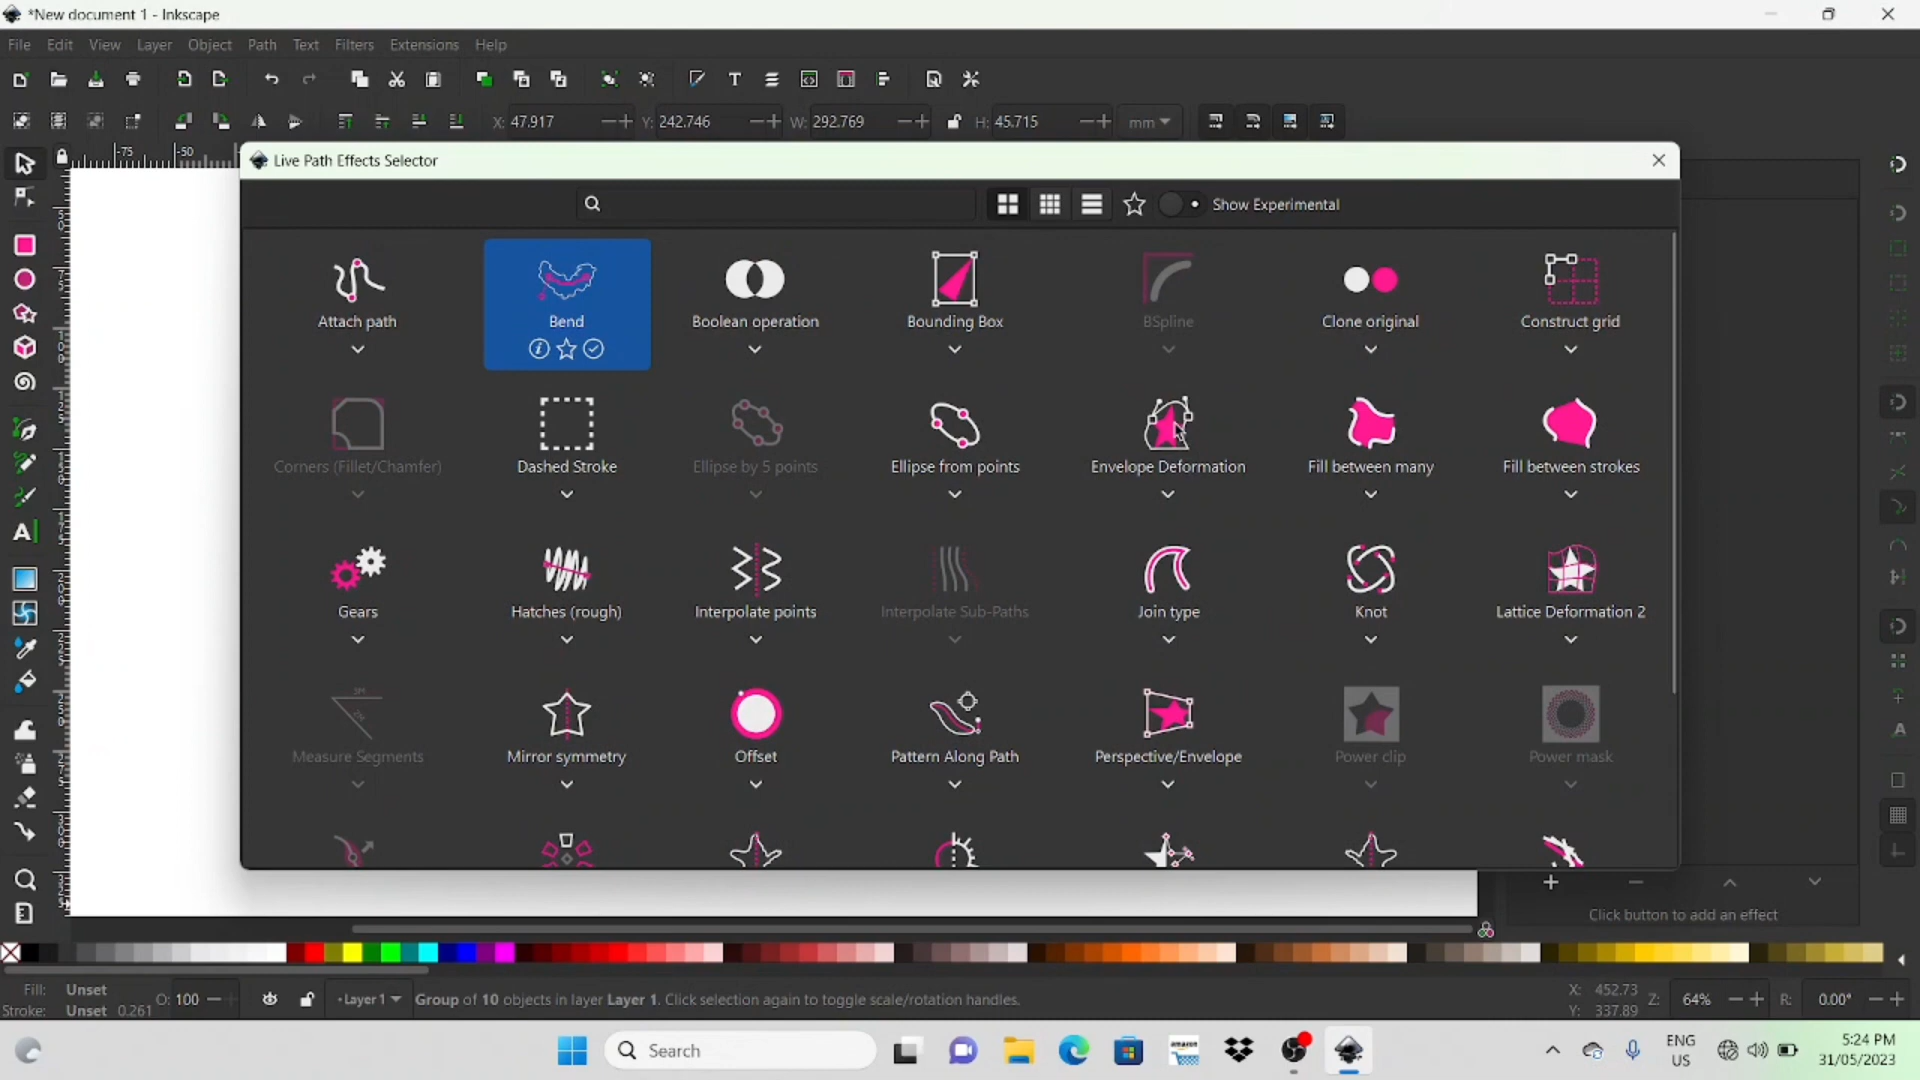 *New document 1 - Inkscape
File Edit View Layer Object Path Text Filters Extensions Help
X: 47.917 Y: 242.746 W: 292.769 H: 45.715 mm
-75 -50
Live Path Effects Selector
Show Experimental
Attach path Bend Boolean operation Bounding Box BSpline Clone original Construct grid
Corners (Fillet/Chamfer) Dashed Stroke Ellipse by 5 points Ellipse from points Envelope Deformation Fill between many Fill between strokes
Gears Hatches (rough) Interpolate points Interpolate Sub-Paths Join type Knot Lattice Deformation 2
Measure Segments Mirror symmetry Offset Pattern Along Path Perspective/Envelope Power clip Power mask
Click button to add an effect
Fill: Unset
Stroke: Unset 0.261
O: 100 Layer 1 Group of 10 objects in layer Layer 1. Click selection again to toggle scale/rotation handles.
X: 452.73
Y: 337.89
Z: 64% R: 0.00°
Search
amazon
ENG
US
5:24 PM
31/05/2023